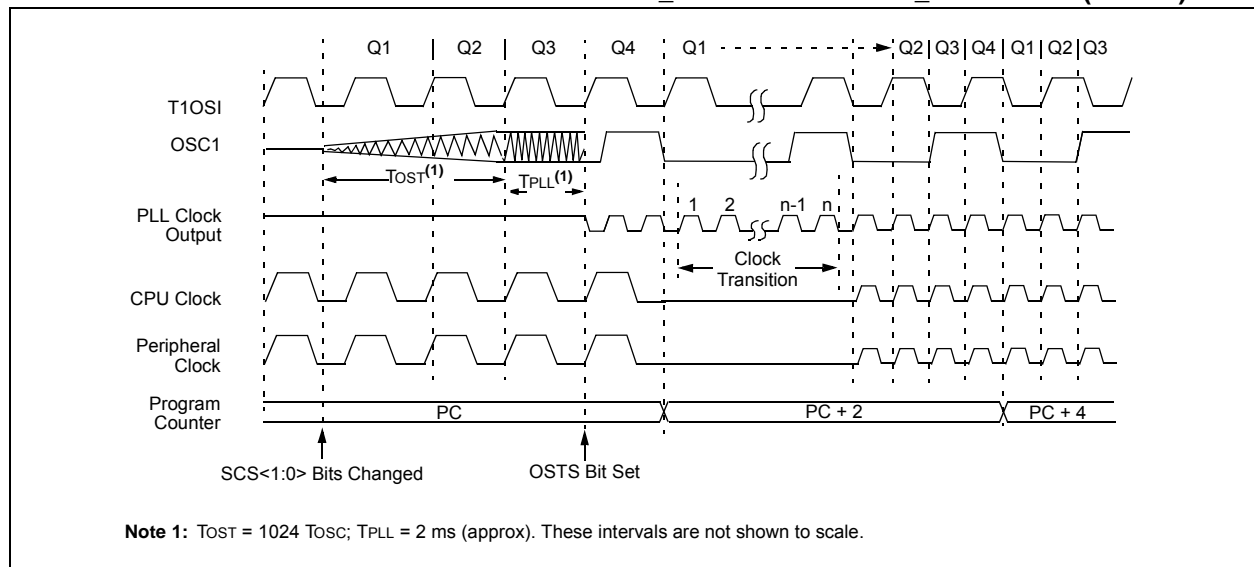 Q1 Q2 Q3 Q4 Q1 Q2 Q3 Q4 Q1 Q2 Q3
T1OSI
OSC1
TOST(1) TPLL(1)
1 2 n-1 n
PLL Clock
Output
Clock
Transition
CPU Clock
Peripheral
Clock
Program
Counter
PC PC + 2 PC + 4
SCS<1:0> Bits Changed OSTS Bit Set
Note 1: TOST = 1024 TOSC; TPLL = 2 ms (approx). These intervals are not shown to scale.